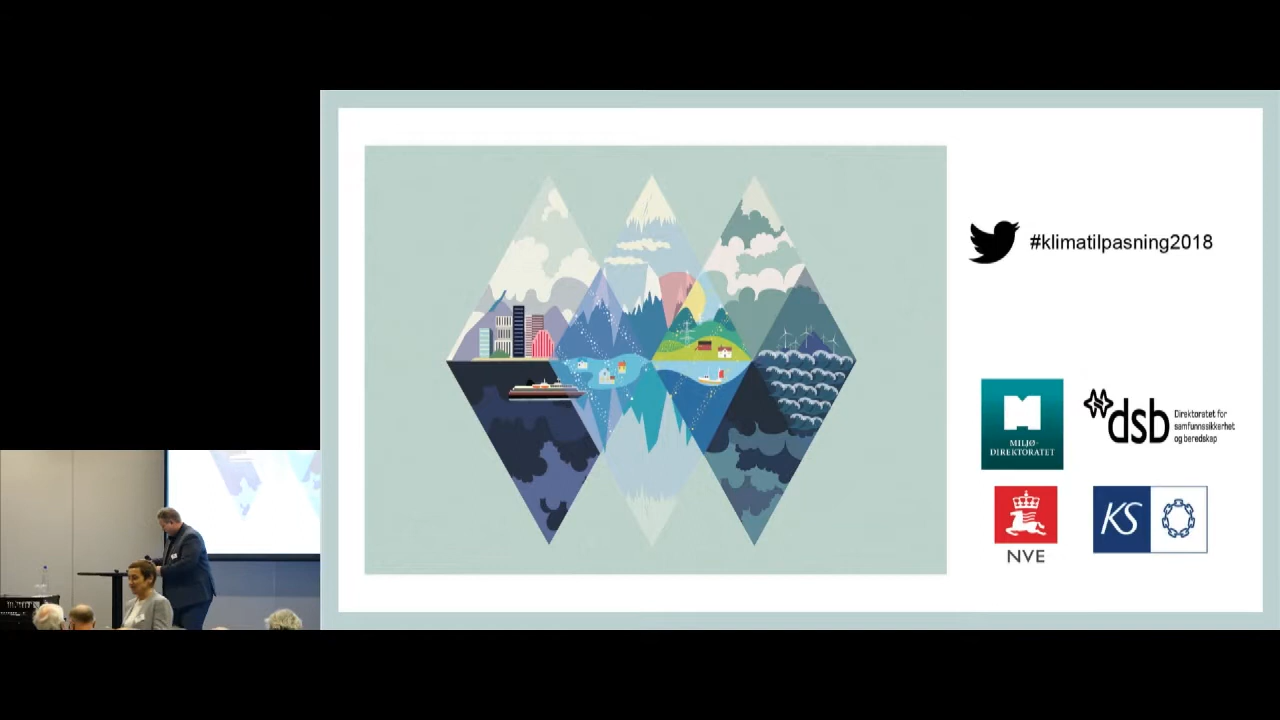 #klimatilpasning2018
MILJØ-
DIREKTORATET
dsb
Direktoratet for
samfunnssikkerhet
og beredskap
NVE
KS